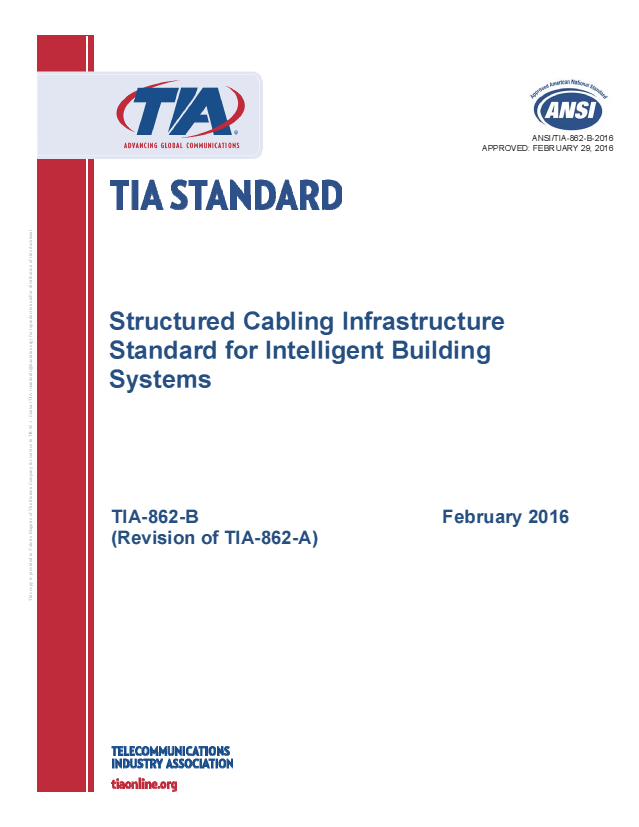 TIA
®
ADVANCING GLOBAL COMMUNICATIONS
Approved American National Standard
ANSI
ANSI/TIA-862-B-2016
APPROVED: FEBRUARY 29, 2016
TIA STANDARD
Structured Cabling Infrastructure
Standard for Intelligent Building
Systems
TIA-862-B
February 2016
(Revision of TIA-862-A)
TELECOMMUNICATIONS
INDUSTRY ASSOCIATION
tiaonline.org